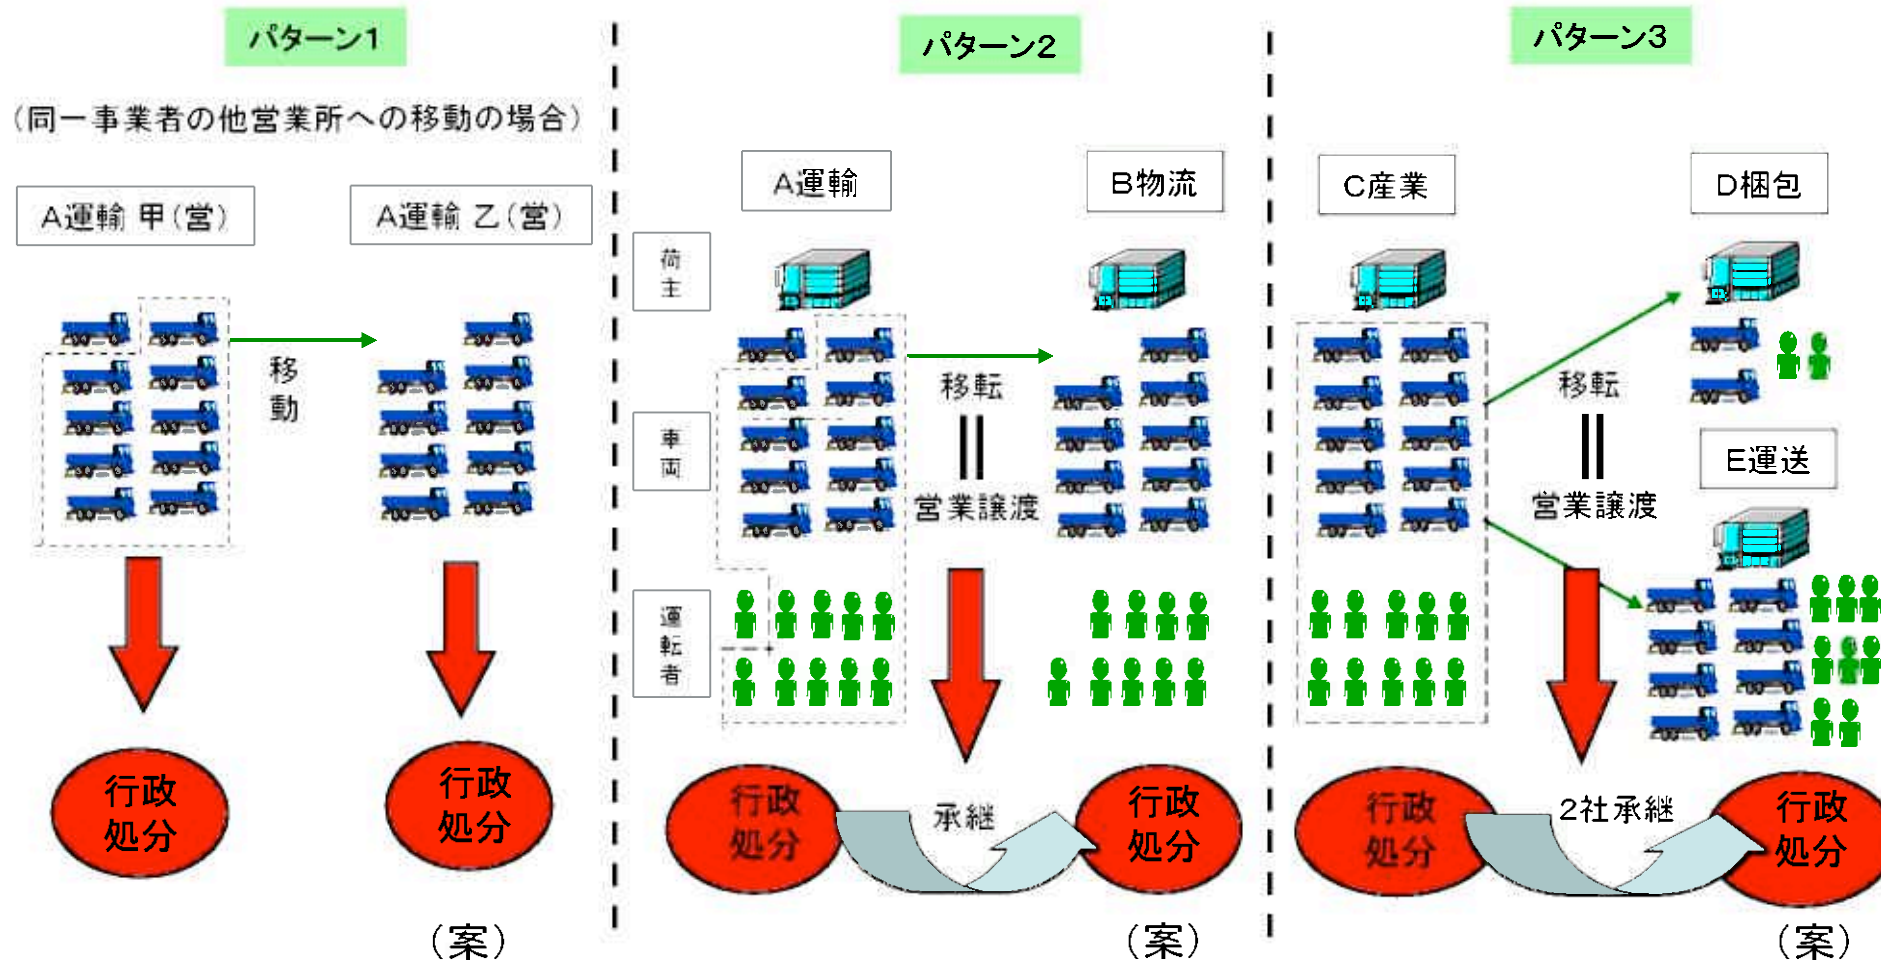 パターン1
(同一事業者の他営業所への移動の場合)
A運輸 甲(営)
A運輸 乙(営)
移
動
行政
処分
行政
処分
(案)
パターン2
A運輸
B物流
荷
主
車
両
運
転
者
移転
営業譲渡
行政
処分
承継
行政
処分
(案)
パターン3
C産業
D梱包
移転
営業譲渡
E運送
行政
処分
2社承継
行政
処分
(案)